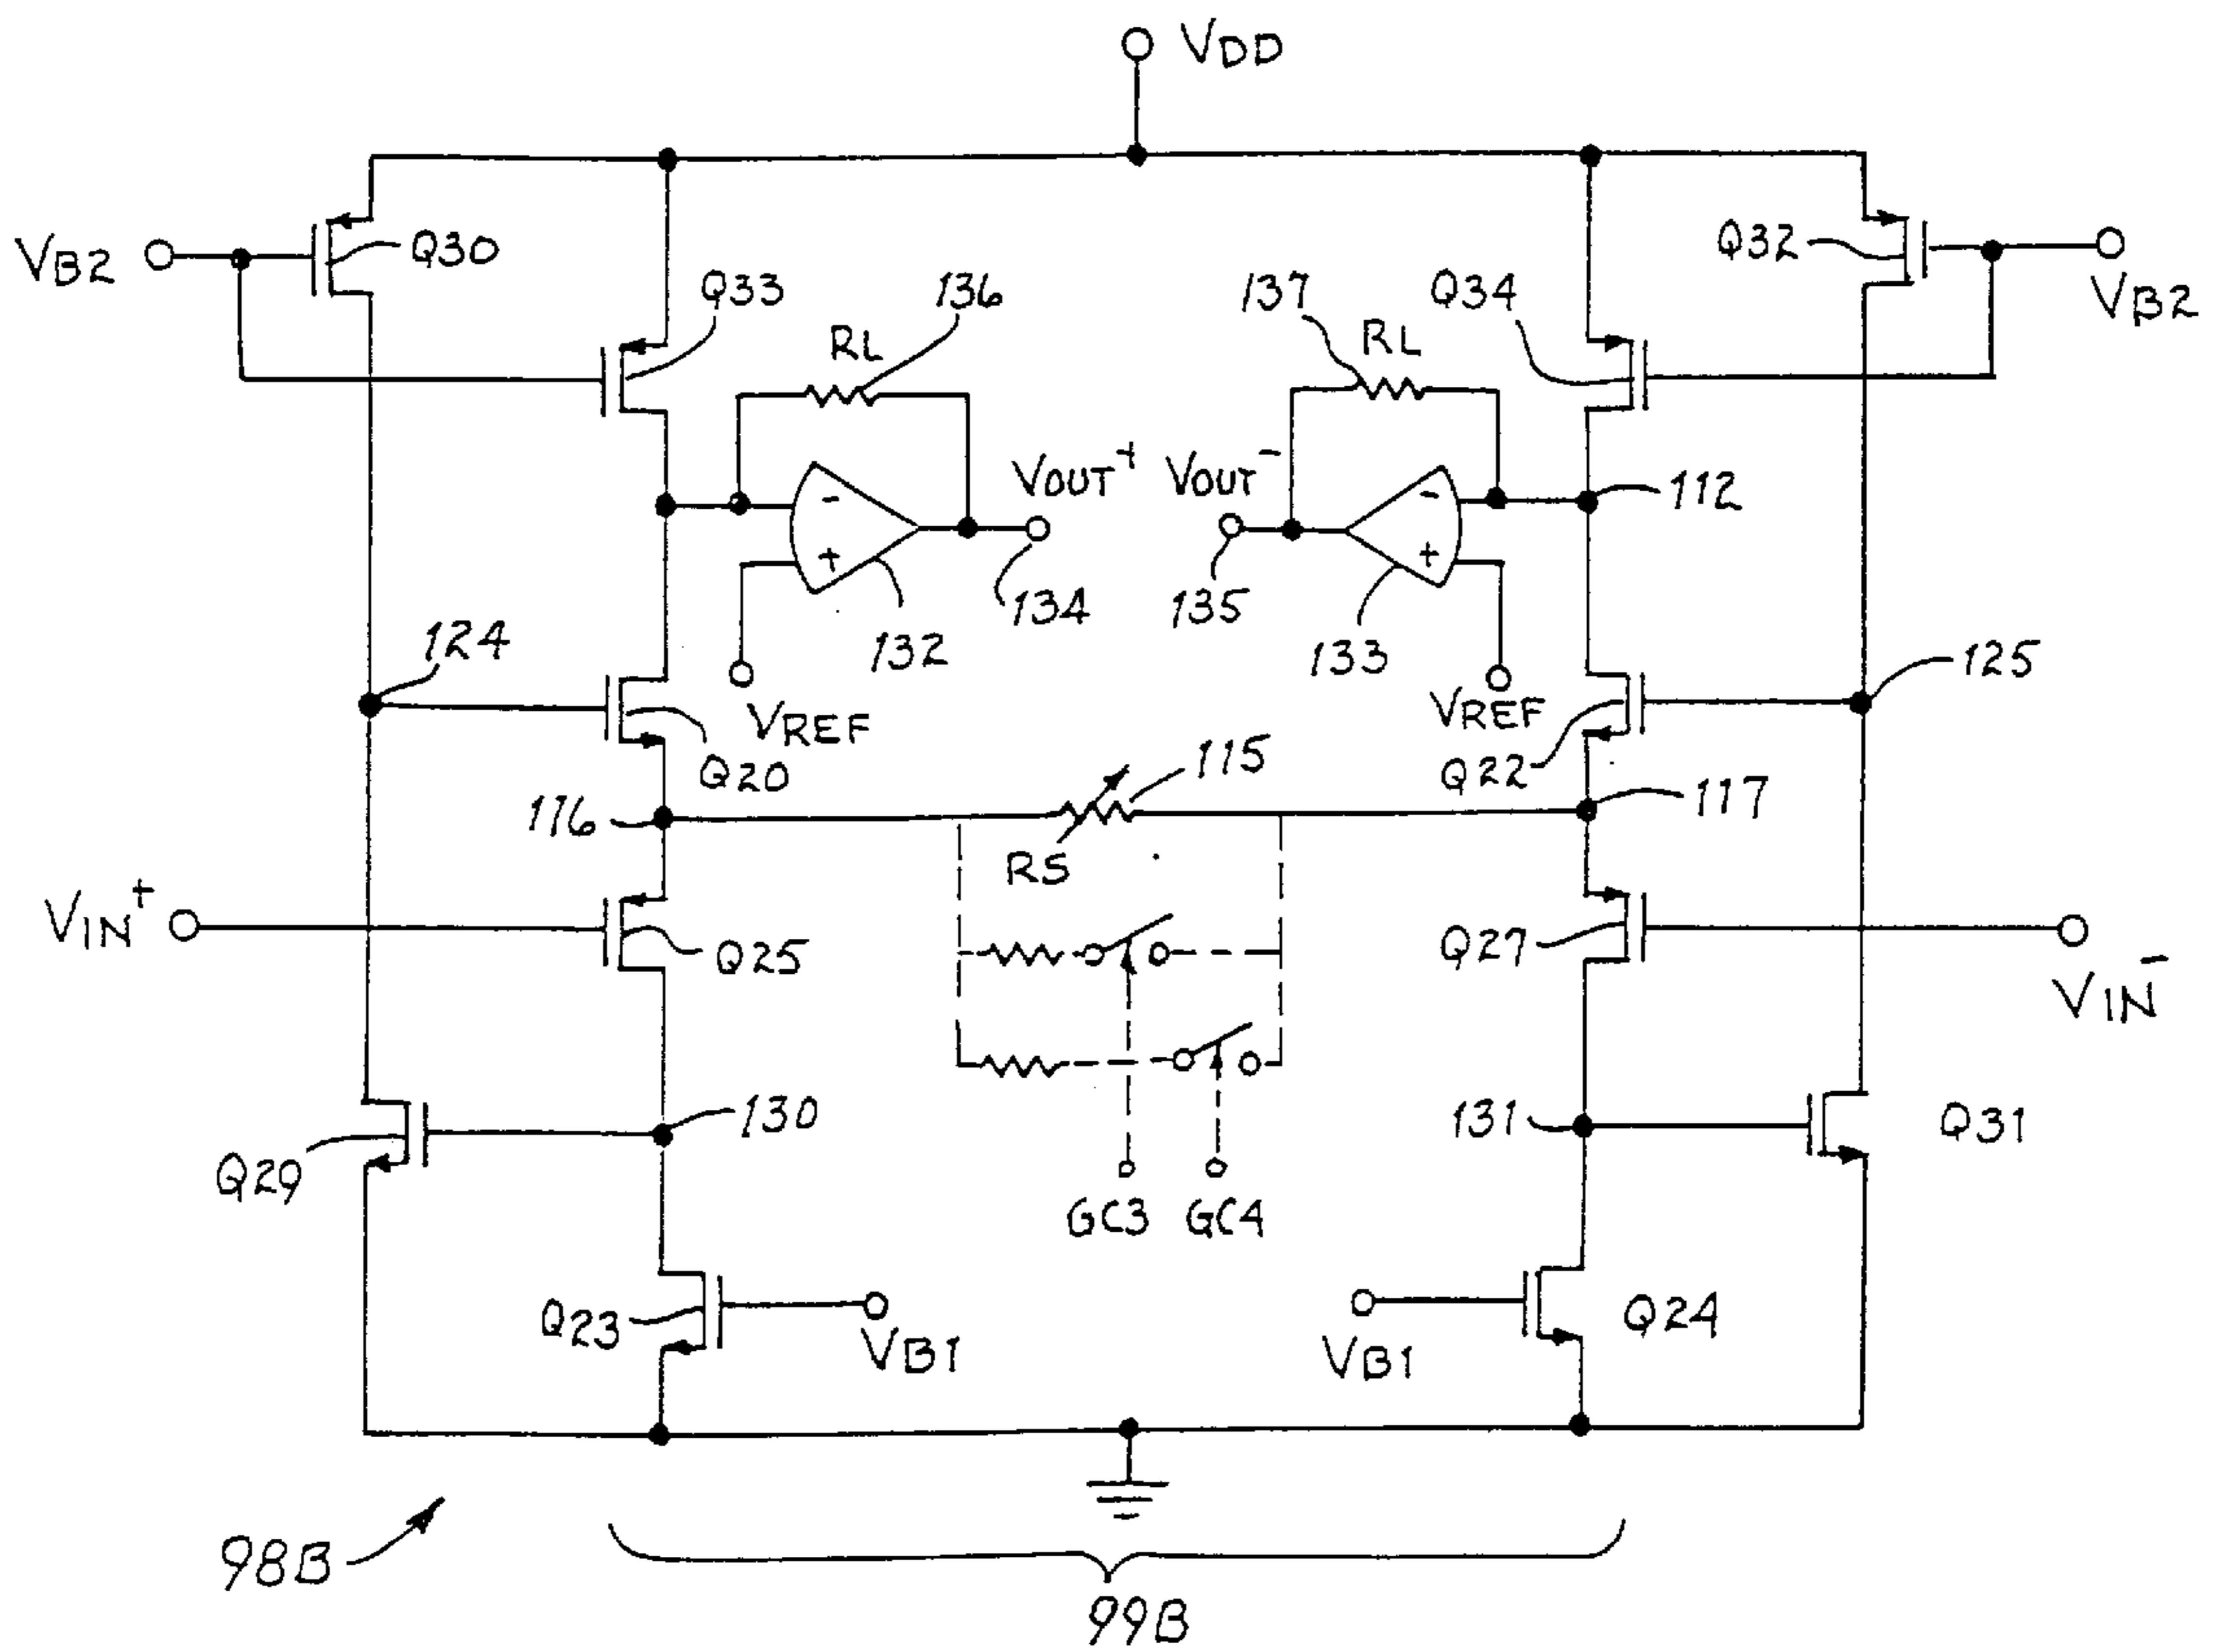 VDD
VB2
Q30
Q33
136
137
Q34
Q32
VB2
RL
RL
VOUT+
VOUT-
112
-
+
-
+
134
135
124
132
133
125
VREF
VREF
Q20
115
Q22
117
116
RS
VIN+
Q25
Q27
VIN-
130
131
Q31
Q29
GC3
GC4
Q23
VB1
VB1
Q24
98B
99B